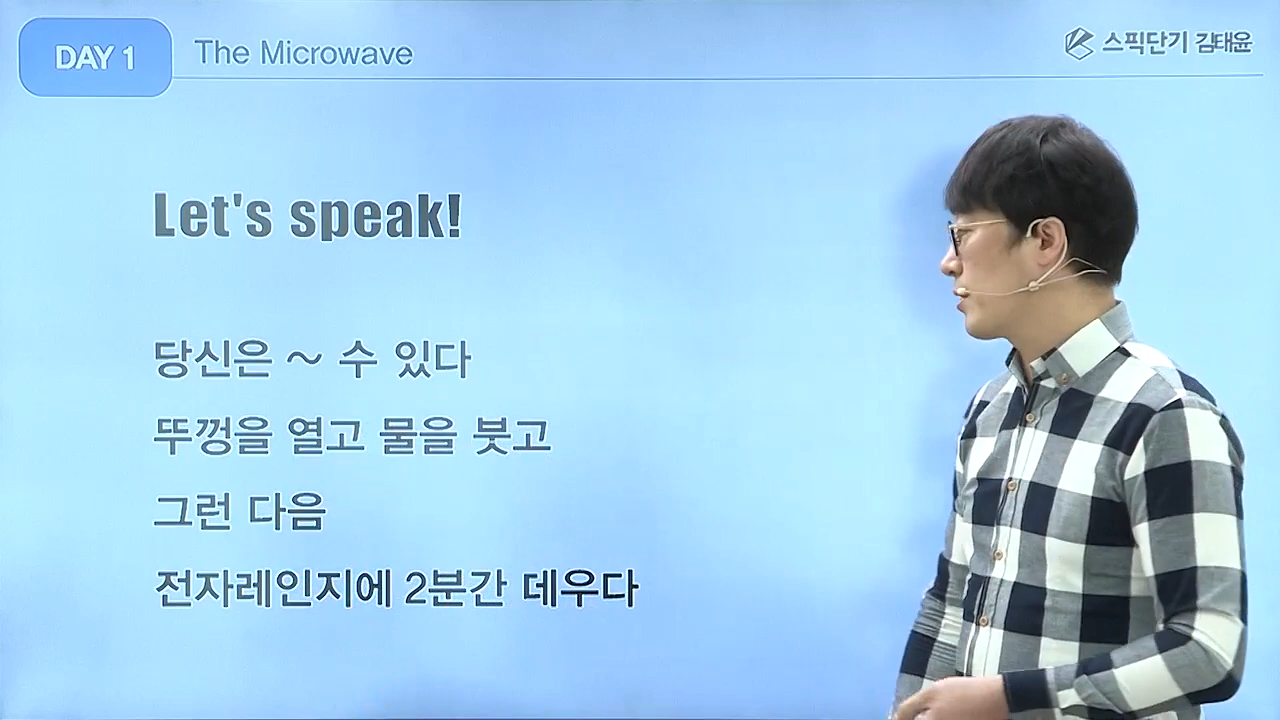 DAY 1
The Microwave
스픽단기 김태윤
Let's speak!
당신은 ~ 수 있다
뚜껑을 열고 물을 붓고
그런 다음
전자레인지에 2분간 데우다